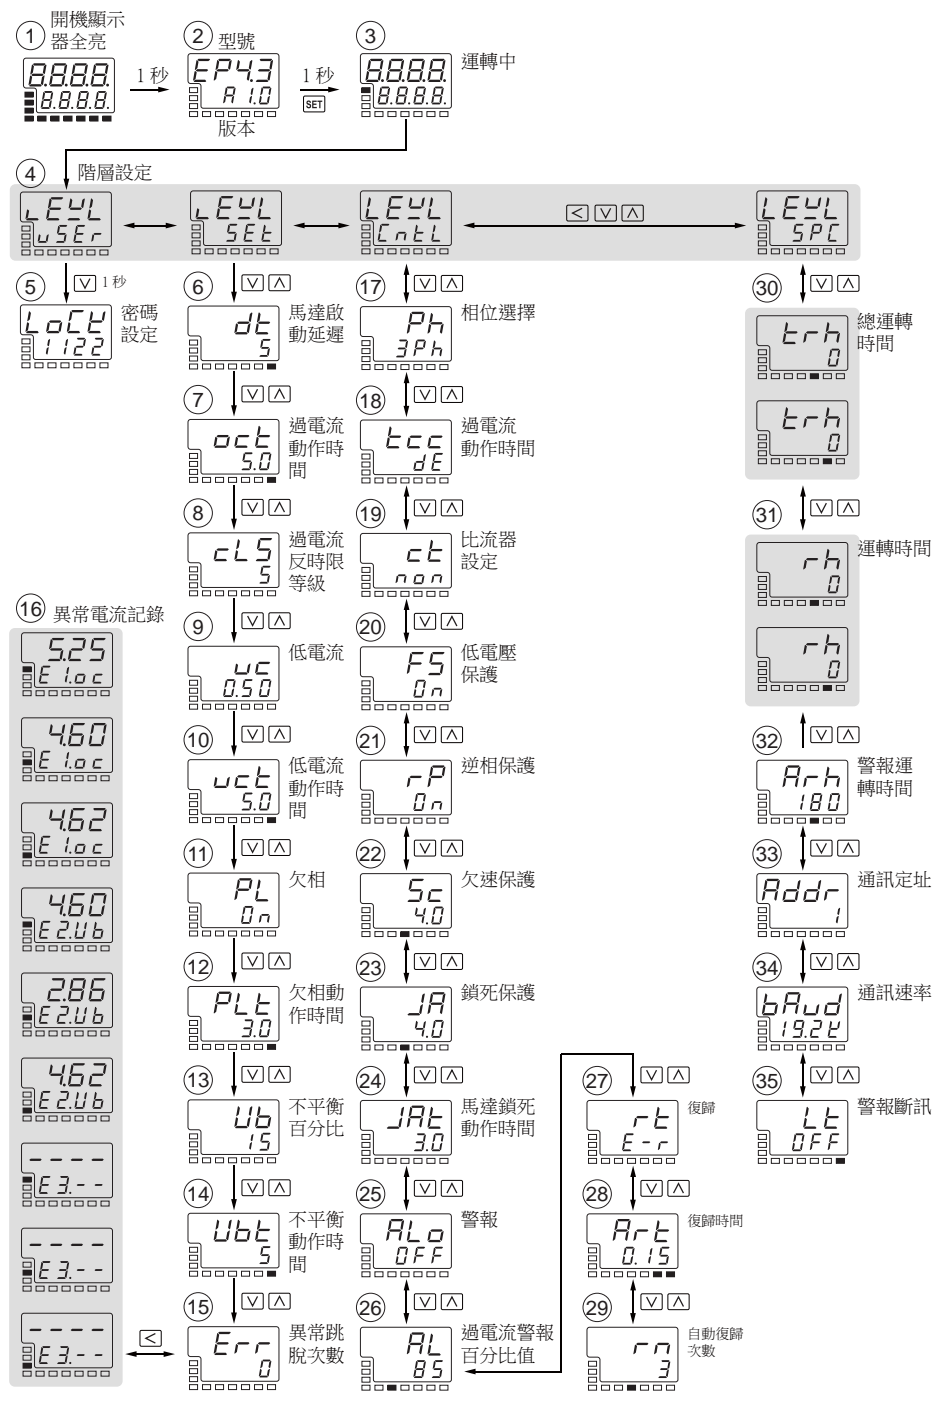 1 開機顯示
器全亮
8.8.8.8.
8.8.8.8.
1 秒
2 型號
EP4.3
A 1.0
版本
1 秒
SET
3
8.8.8.8.
8.8.8.8.
運轉中
4 階層設定
LEVL
uSEr
LEVL
SEt
LEVL
CntL
LEVL
SPC
5
1 秒
LoCK
1122
密碼
設定
6
dt
5
馬達啟
動延遲
7
oct
5.0
過電流
動作時
間
8
cLS
5
過電流
反時限
等級
9
uc
0.50
低電流
10
uct
5.0
低電流
動作時
間
11
PL
On
欠相
12
PLt
3.0
欠相動
作時間
13
Ub
15
不平衡
百分比
14
Ubt
5
不平衡
動作時
間
15
Err
0
異常跳
脫次數
16 異常電流記錄
5.25
E 1.oc
4.60
E 1.oc
4.62
E 1.oc
4.60
E 2.Ub
2.86
E 2.Ub
4.62
E 2.Ub
----
E 3.--
----
E 3.--
----
E 3.--
17
Ph
3Ph
相位選擇
18
tcc
dE
過電流
動作時間
19
ct
non
比流器
設定
20
FS
On
低電壓
保護
21
rP
On
逆相保護
22
Sc
4.0
欠速保護
23
JA
4.0
鎖死保護
24
JAt
3.0
馬達鎖死
動作時間
25
ALo
OFF
警報
26
AL
85
過電流警報
百分比值
27
rt
E-r
復歸
28
Art
0.15
復歸時間
29
rn
3
自動復歸
次數
30
trh
0
總運轉
時間
trh
0
31
rh
0
運轉時間
rh
0
32
Arh
180
警報運
轉時間
33
Addr
1
通訊定址
34
bAud
19.2K
通訊速率
35
Lt
OFF
警報斷訊